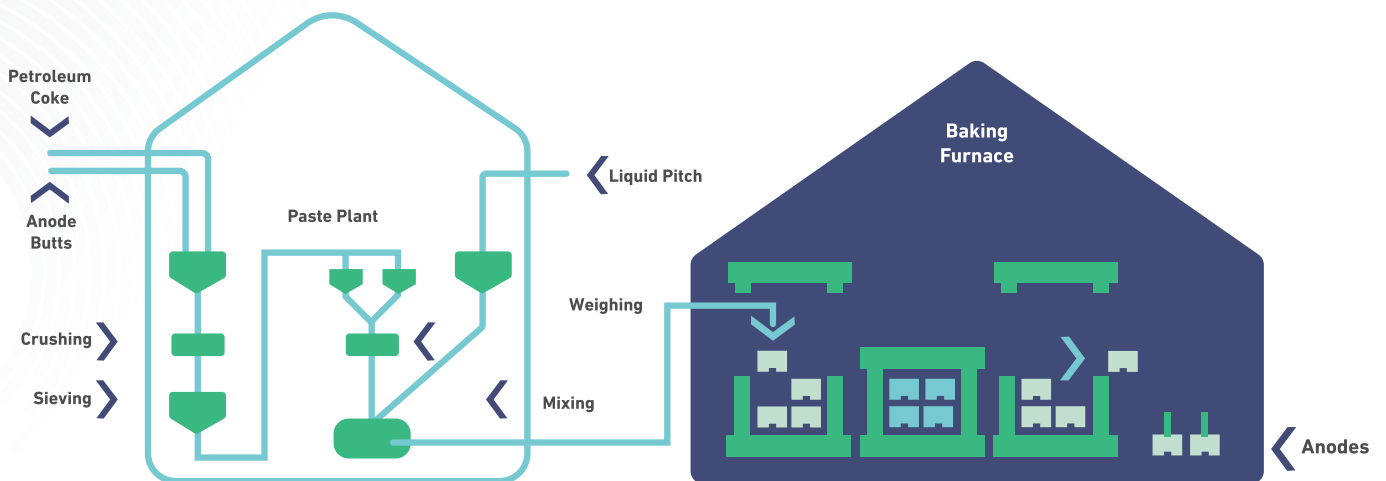 Petroleum
Coke
Anode
Butts
Crushing
Sieving
Paste Plant
Liquid Pitch
Weighing
Mixing
Baking
Furnace
Anodes